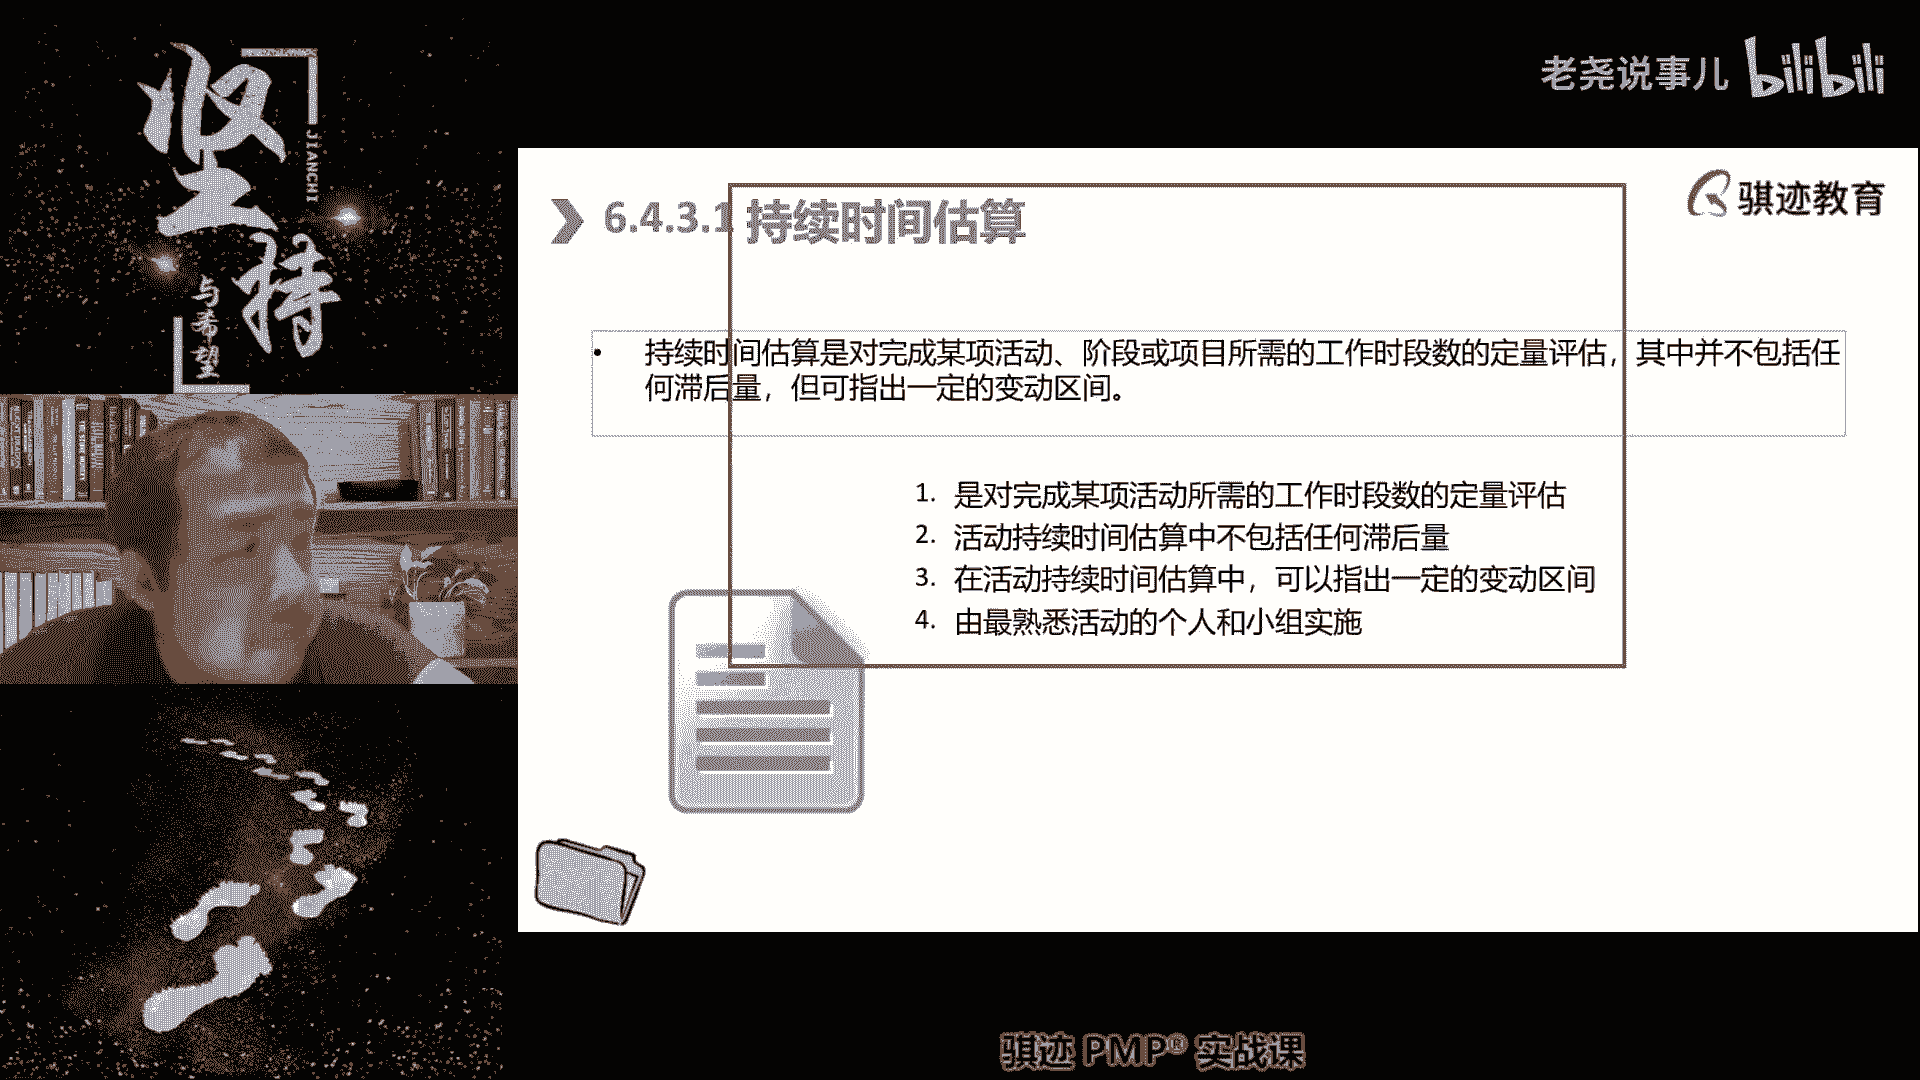 坚持
JIANCHI
与希望
老尧说事儿 bilibili
骐迹教育
6.4.3.1 持续时间估算
• 持续时间估算是对完成某项活动、阶段或项目所需的工作时段数的定量评估，其中并不包括任
何滞后量，但可指出一定的变动区间。
1. 是对完成某项活动所需的工作时段数的定量评估
2. 活动持续时间估算中不包括任何滞后量
3. 在活动持续时间估算中，可以指出一定的变动区间
4. 由最熟悉活动的个人和小组实施
骐迹 PMP® 实战课